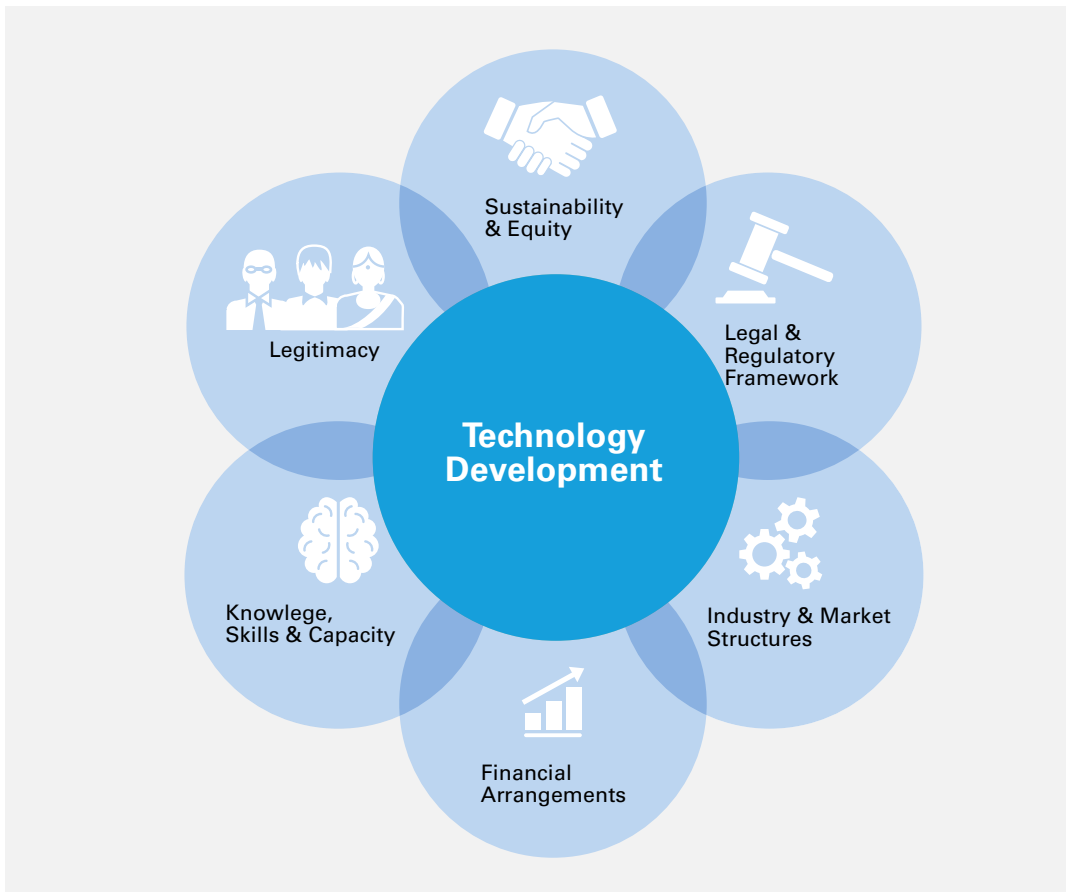 Sustainability
& Equity
Legal &
Regulatory
Framework
Industry & Market
Structures
Financial
Arrangements
Knowlege,
Skills & Capacity
Legitimacy
Technology
Development